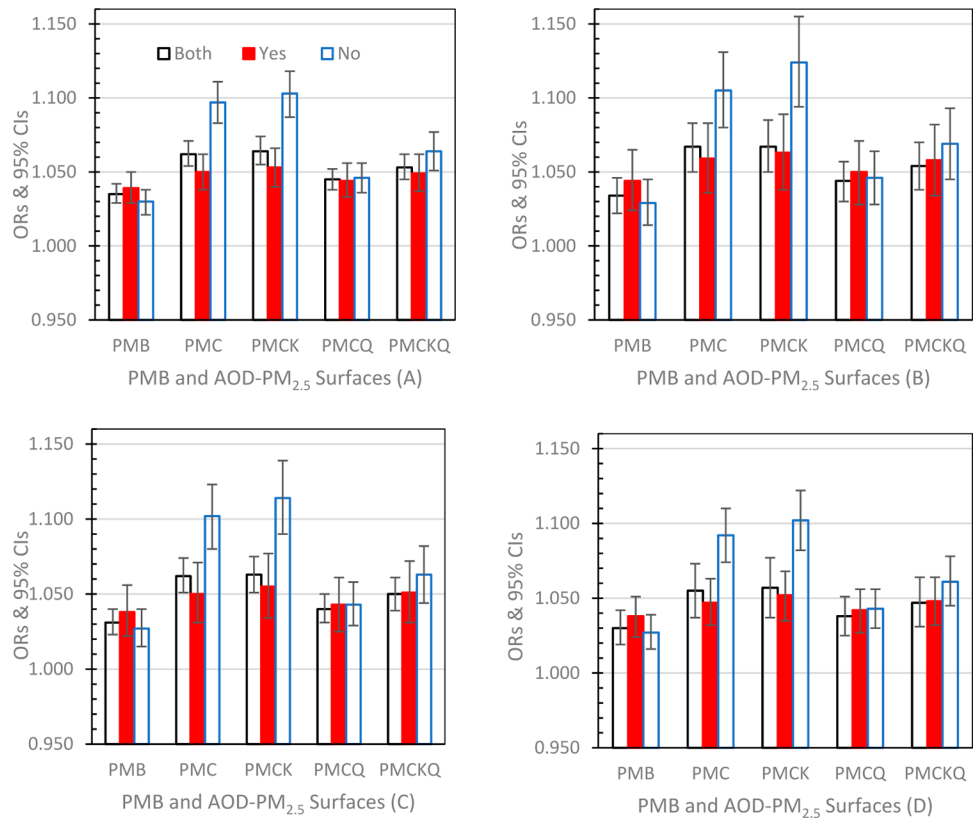 1.150
1.100
1.050
1.000
0.950
ORs & 95% CIs
Both Yes No
PMB PMC PMCK PMCQ PMCKQ
PMB and AOD-PM2.5 Surfaces (A)
1.150
1.100
1.050
1.000
0.950
ORs & 95% CIs
PMB PMC PMCK PMCQ PMCKQ
PMB and AOD-PM2.5 Surfaces (B)
1.150
1.100
1.050
1.000
0.950
ORs & 95% CIs
PMB PMC PMCK PMCQ PMCKQ
PMB and AOD-PM2.5 Surfaces (C)
1.150
1.100
1.050
1.000
0.950
ORs & 95% CIs
PMB PMC PMCK PMCQ PMCKQ
PMB and AOD-PM2.5 Surfaces (D)